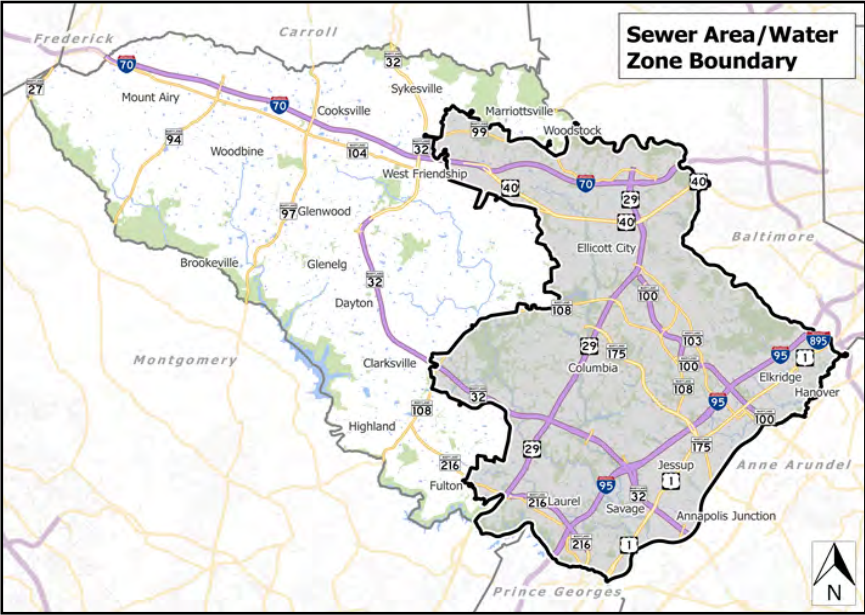 Sewer Area/Water
Zone Boundary
Frederick
Carroll
70
32
27
Mount Airy
70
Sykesville
Cooksville
Marriottsville
94
99
Woodstock
Woodbine
104
32
West Friendship
70
40
40
29
97
Glenwood
40
Baltimore
Ellicott City
Brookeville
Glenelg
32
100
Dayton
108
895
103
29
175
95
1
Montgomery
Clarksville
Columbia
100
Elkridge
108
Hanover
32
95
108
100
Highland
29
175
216
Jessup
Anne Arundel
Fulton
95
1
32
216
Laurel
Savage
Annapolis Junction
216
1
Prince Georges
N